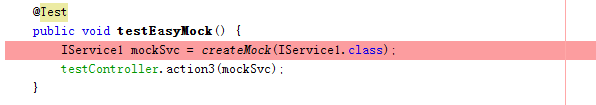 @Test
public void testEasyMock() {
IService1 mockSvc = createMock(IService1.class);
testController.action3(mockSvc);
}